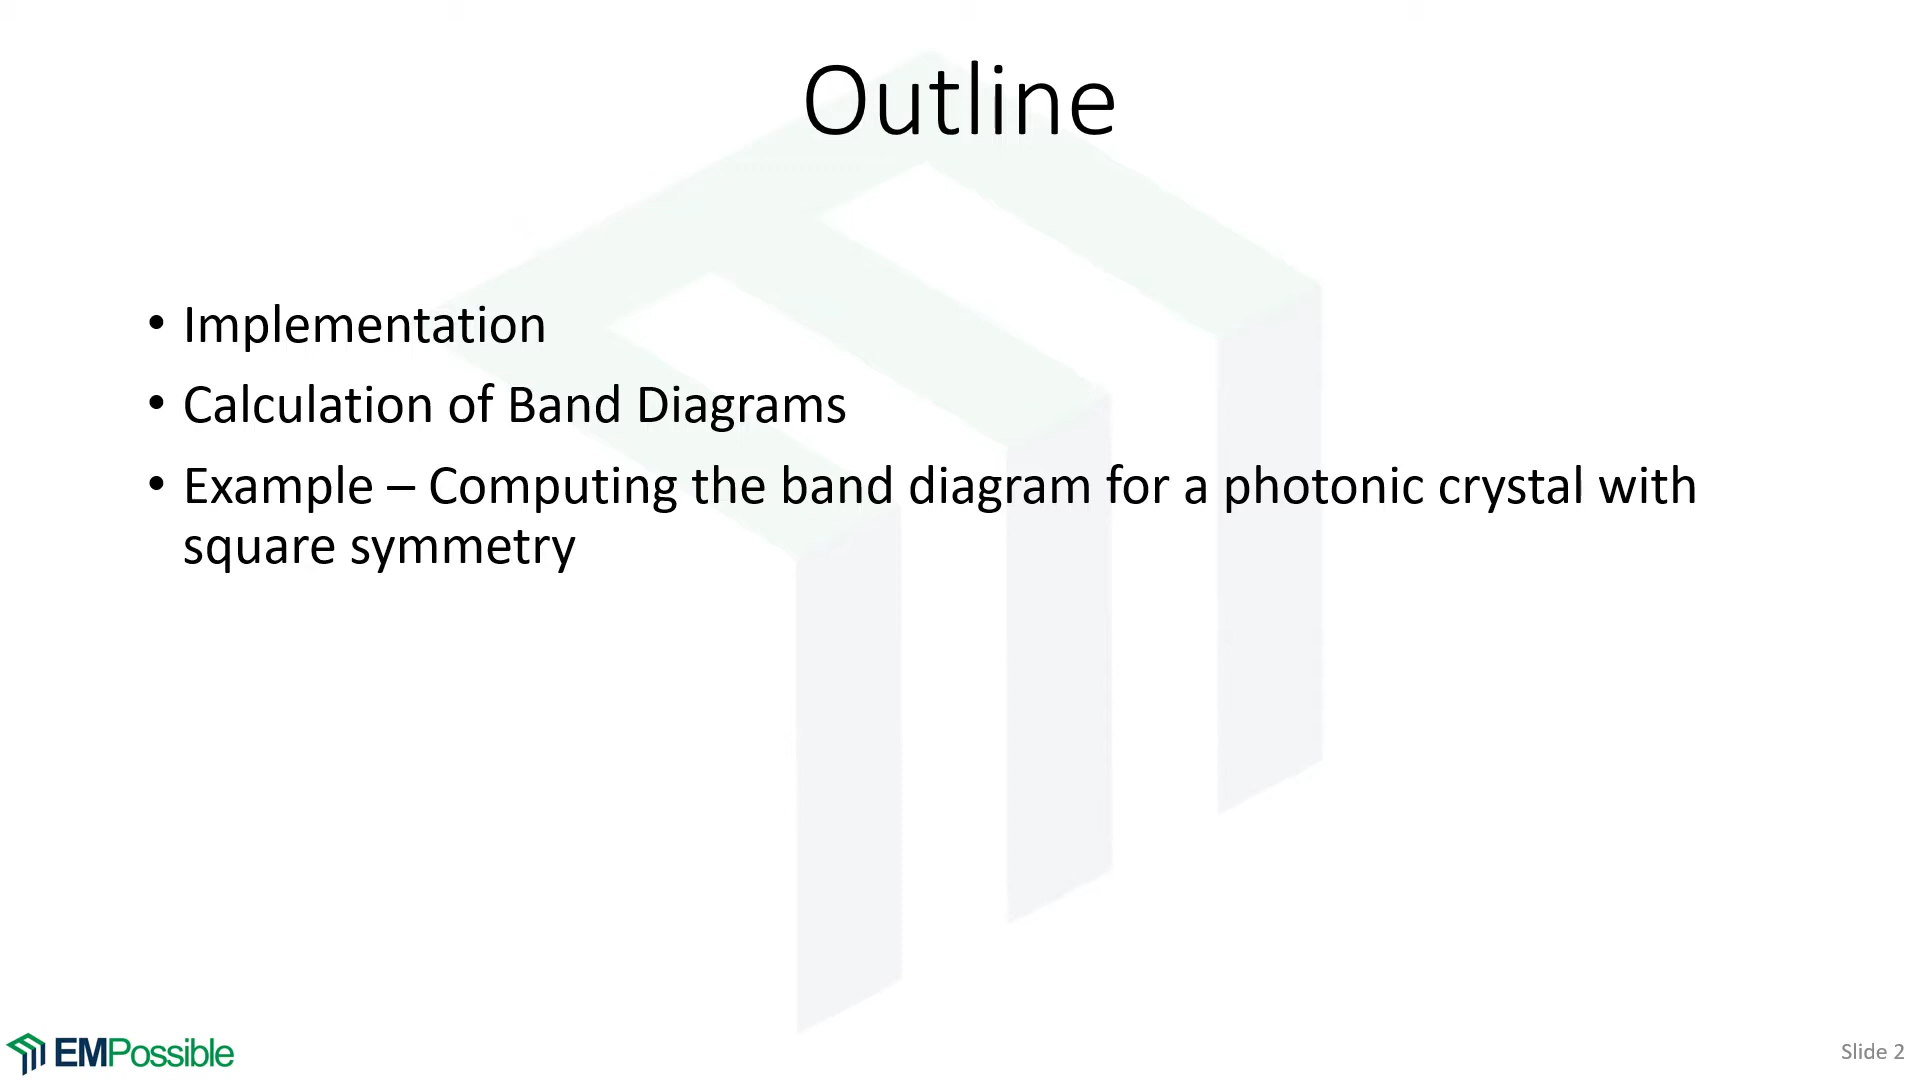 Outline
• Implementation
• Calculation of Band Diagrams
• Example – Computing the band diagram for a photonic crystal with
square symmetry
EMPossible
Slide 2